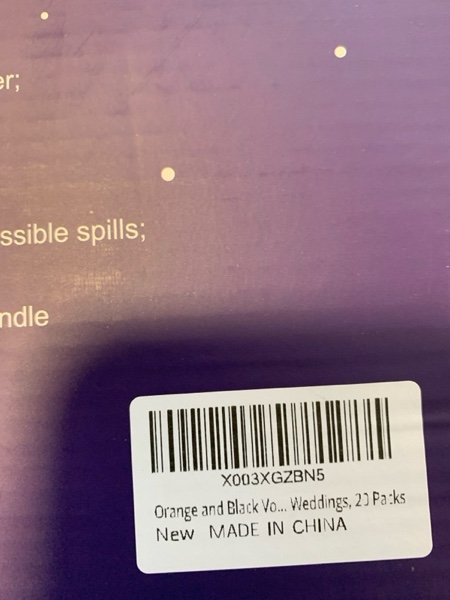 er;
ssible spills;
ndle
X003XGZBN5
Orange and Black Vo... Weddings, 20 Packs
New MADE IN CHINA